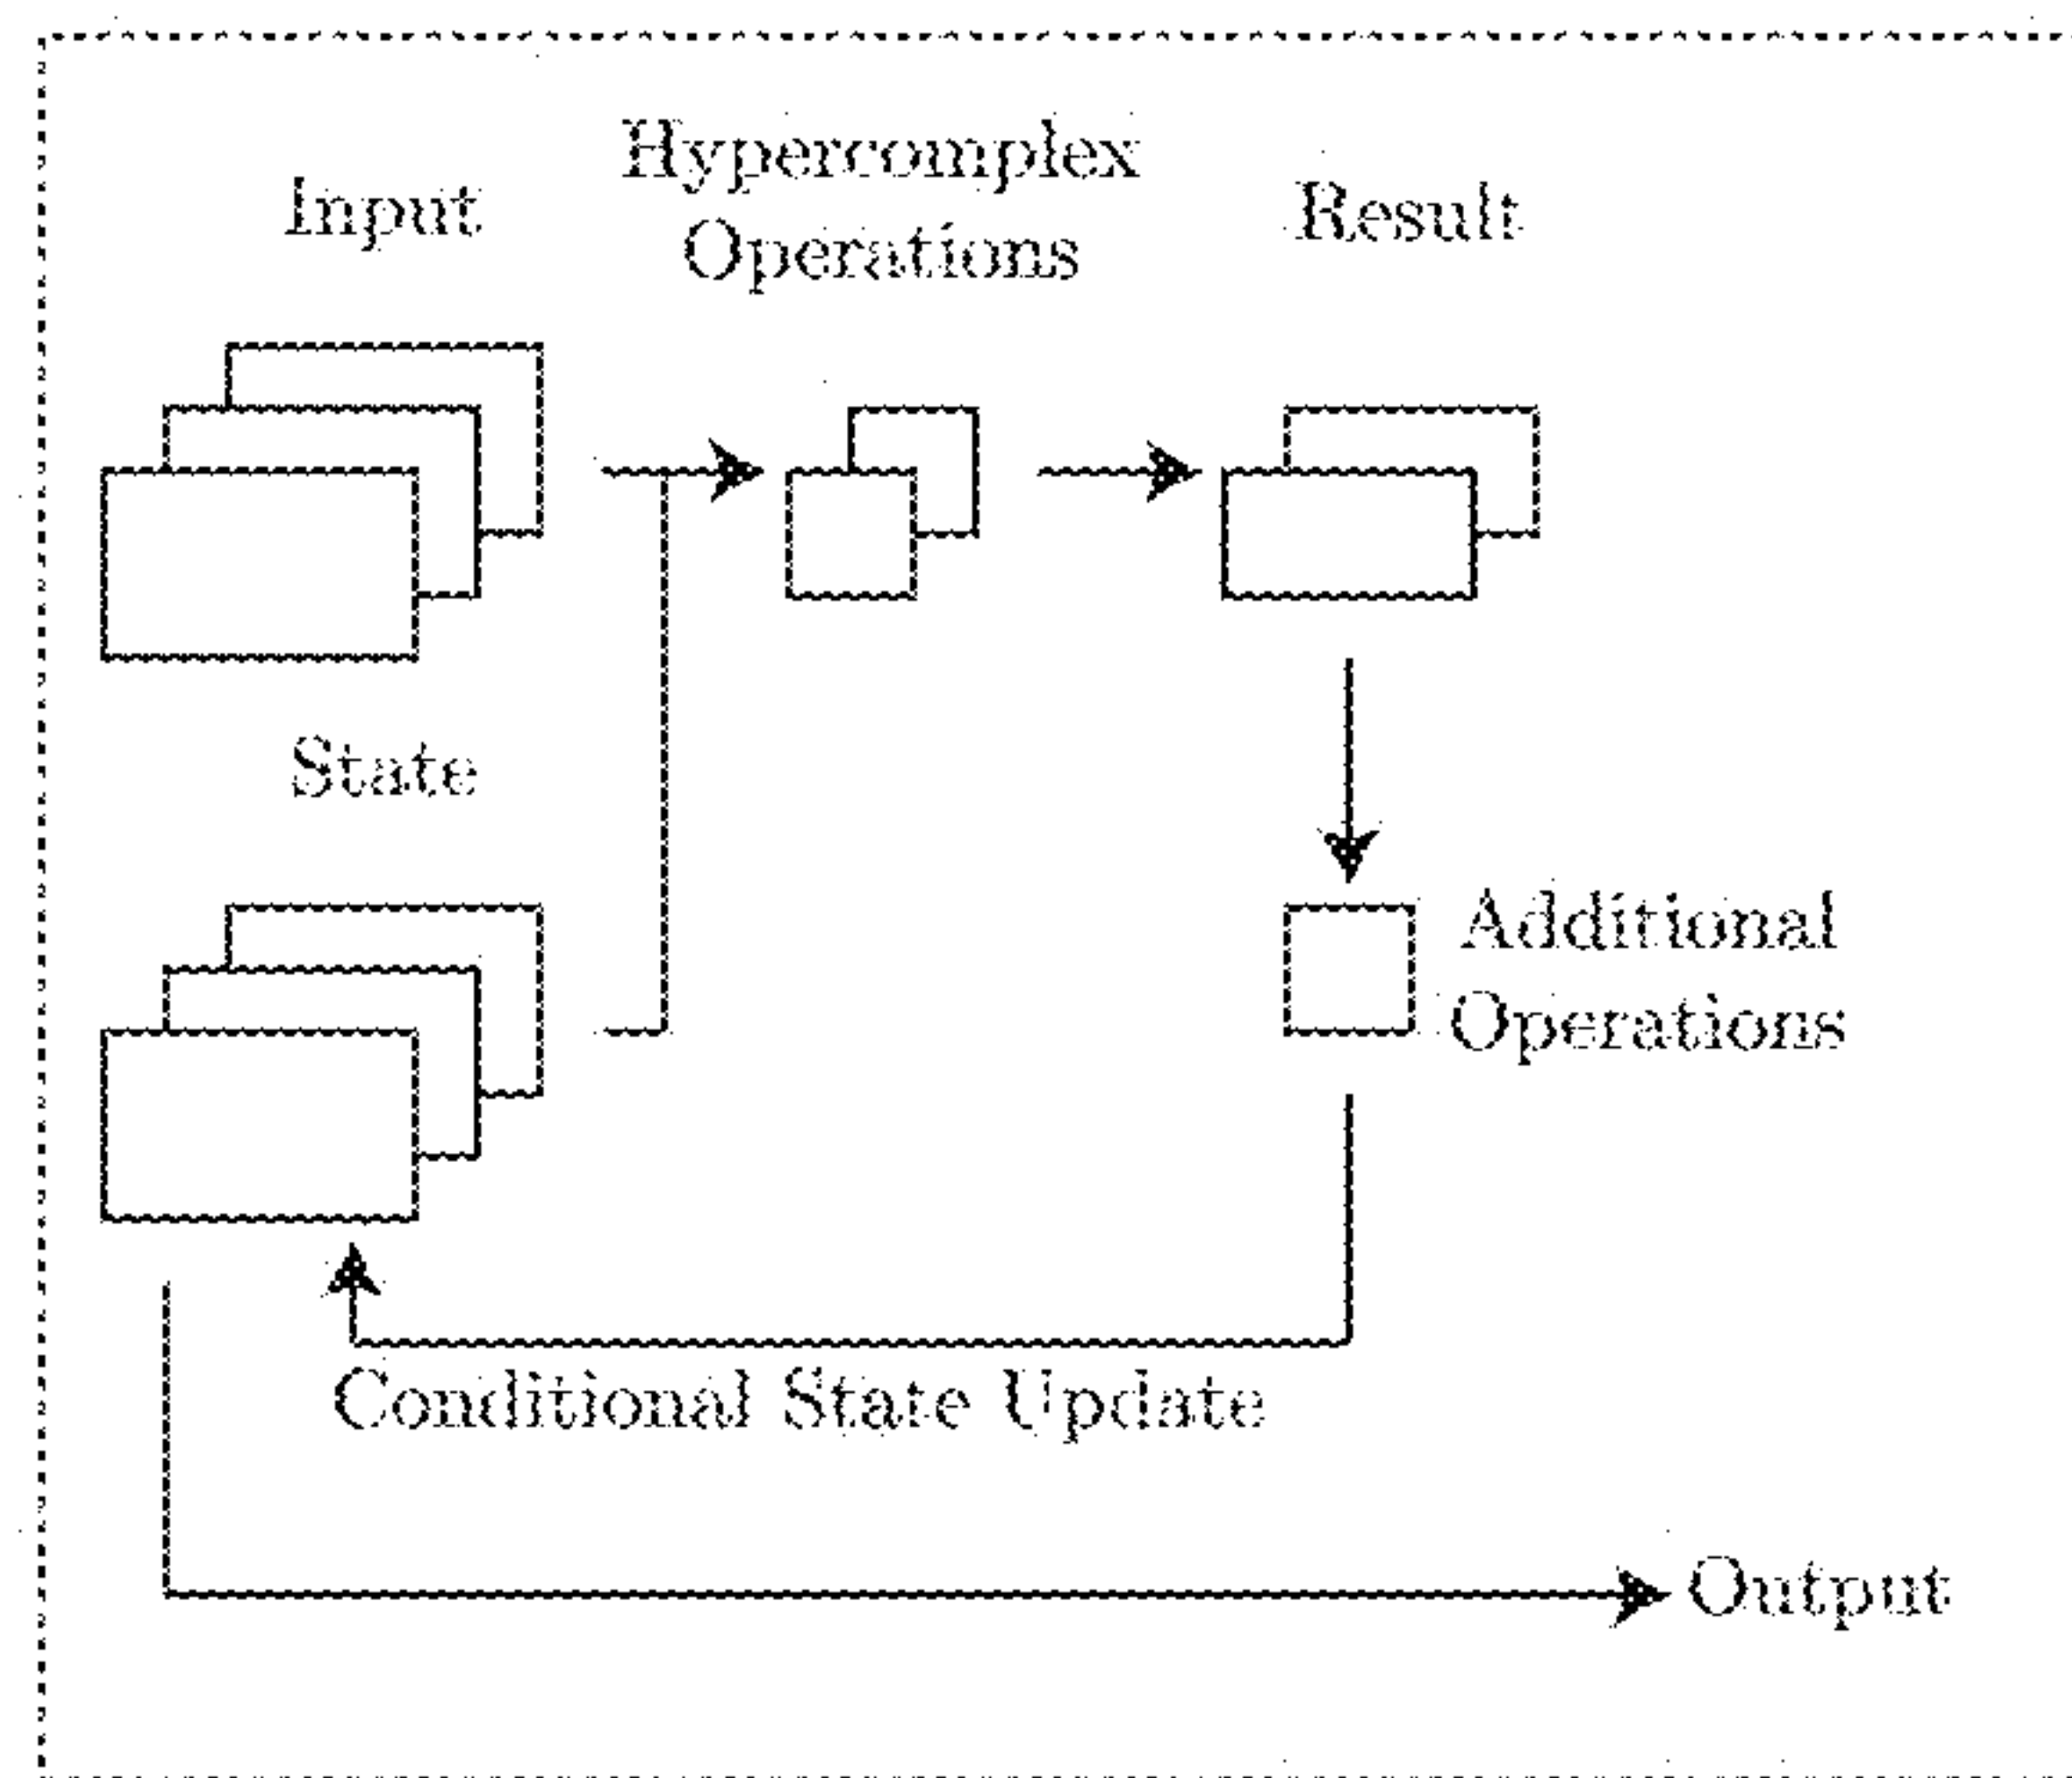 Input
Hypercomplex
Operations
Result
State
Additional
Operations
Conditional State Update
Output